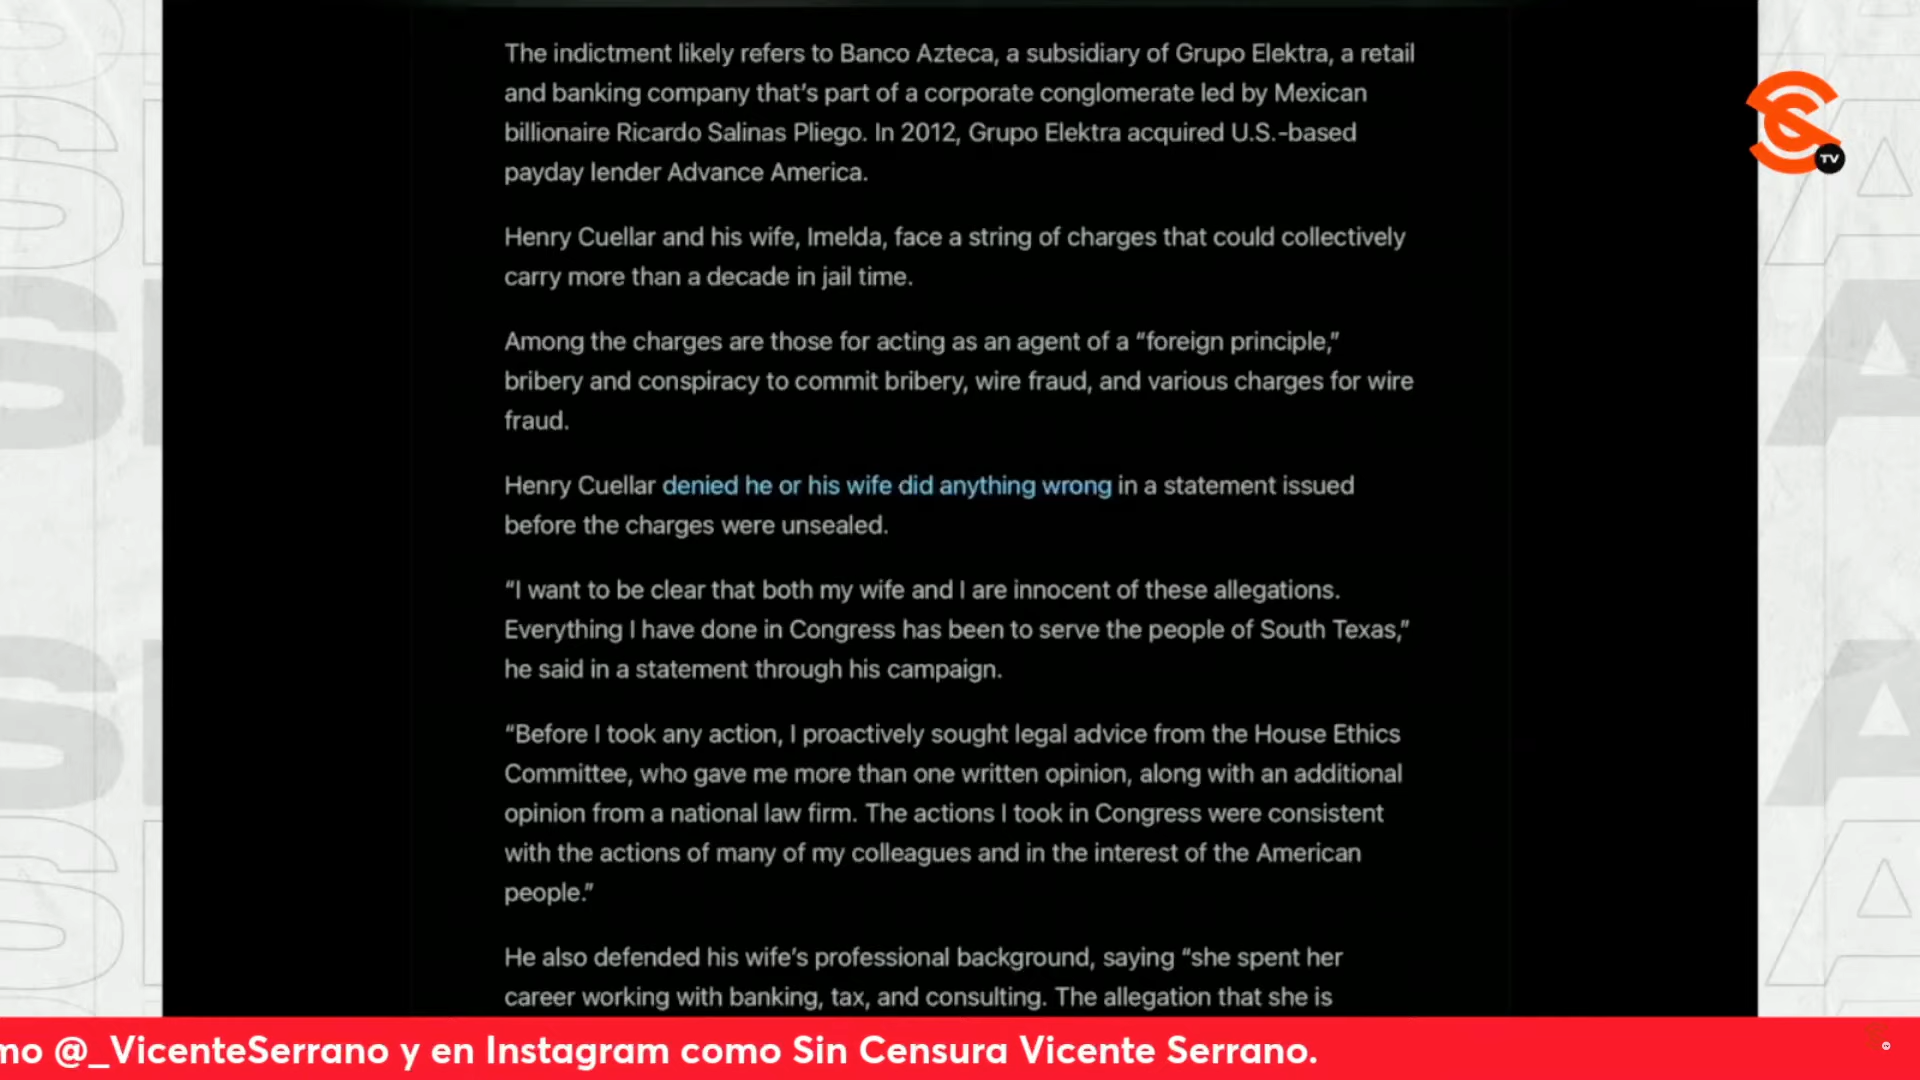 The indictment likely refers to Banco Azteca, a subsidiary of Grupo Elektra, a retail
and banking company that’s part of a corporate conglomerate led by Mexican
billionaire Ricardo Salinas Pliego. In 2012, Grupo Elektra acquired U.S.-based
payday lender Advance America.
Henry Cuellar and his wife, Imelda, face a string of charges that could collectively
carry more than a decade in jail time.
Among the charges are those for acting as an agent of a “foreign principle,”
bribery and conspiracy to commit bribery, wire fraud, and various charges for wire
fraud.
Henry Cuellar denied he or his wife did anything wrong in a statement issued
before the charges were unsealed.
“I want to be clear that both my wife and I are innocent of these allegations.
Everything I have done in Congress has been to serve the people of South Texas,”
he said in a statement through his campaign.
“Before I took any action, I proactively sought legal advice from the House Ethics
Committee, who gave me more than one written opinion, along with an additional
opinion from a national law firm. The actions I took in Congress were consistent
with the actions of many of my colleagues and in the interest of the American
people.”
He also defended his wife’s professional background, saying “she spent her
career working with banking, tax, and consulting. The allegation that she is
TV
mo @_VicenteSerrano y en Instagram como Sin Censura Vicente Serrano.